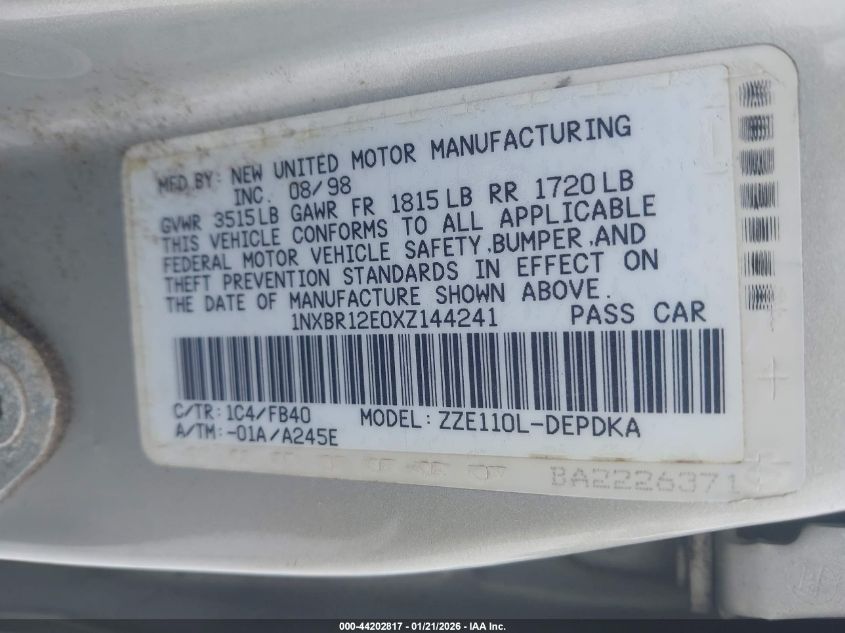 MFD.BY: NEW UNITED MOTOR MANUFACTURING
INC. 08/98
GVWR 3515LB GAWR FR 1815LB RR 1720LB
THIS VEHICLE CONFORMS TO ALL APPLICABLE
FEDERAL MOTOR VEHICLE SAFETY,BUMPER,AND
THEFT PREVENTION STANDARDS IN EFFECT ON
THE DATE OF MANUFACTURE SHOWN ABOVE.
1NXBR12E0XZ144241 PASS CAR
C/TR:1C4/FB40 MODEL: ZZE110L-DEPDKA
A/TM:-01A/A245E
BA2226371
000-44202817 - 01/21/2026 - IAA Inc.